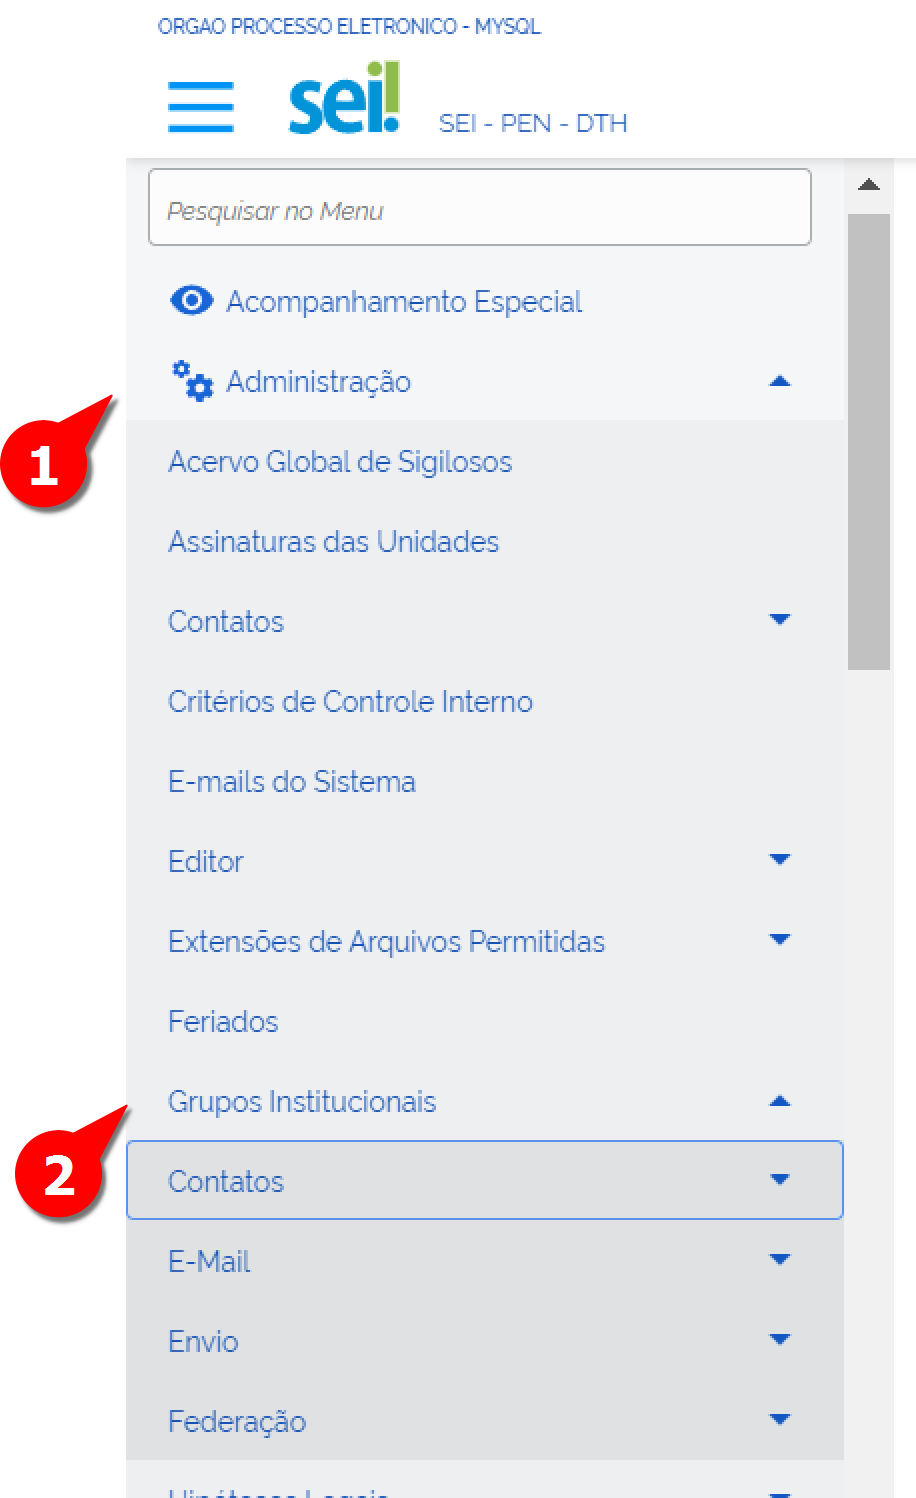 ORGAO PROCESSO ELETRONICO - MYSQL
sei!
SEI - PEN - DTH
Pesquisar no Menu
Acompanhamento Especial
Administração
1
Acervo Global de Sigilosos
Assinaturas das Unidades
Contatos
Critérios de Controle Interno
E-mails do Sistema
Editor
Extensões de Arquivos Permitidas
Feriados
Grupos Institucionais
2
Contatos
E-Mail
Envio
Federação
Hipóteses Legais